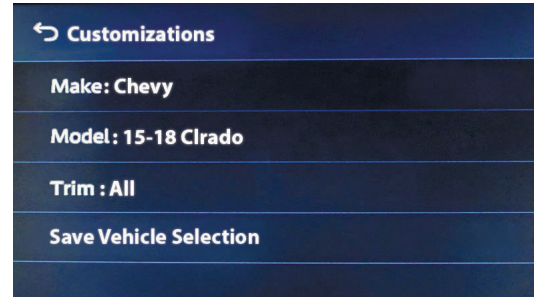 Customizations
Make: Chevy
Model: 15-18 Clrado
Trim : All
Save Vehicle Selection